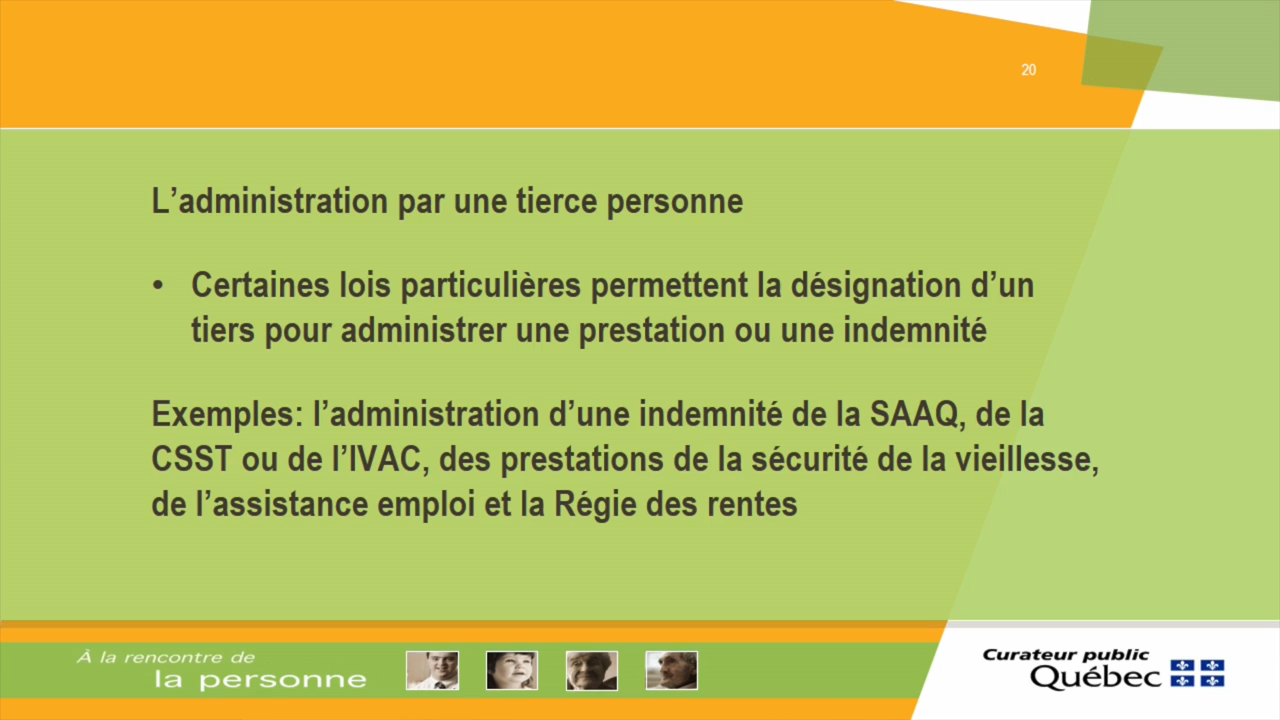 20
L’administration par une tierce personne
• Certaines lois particulières permettent la désignation d’un
tiers pour administrer une prestation ou une indemnité
Exemples: l’administration d’une indemnité de la SAAQ, de la
CSST ou de l’IVAC, des prestations de la sécurité de la vieillesse,
de l’assistance emploi et la Régie des rentes
À la rencontre de
la personne
Curateur public
Québec